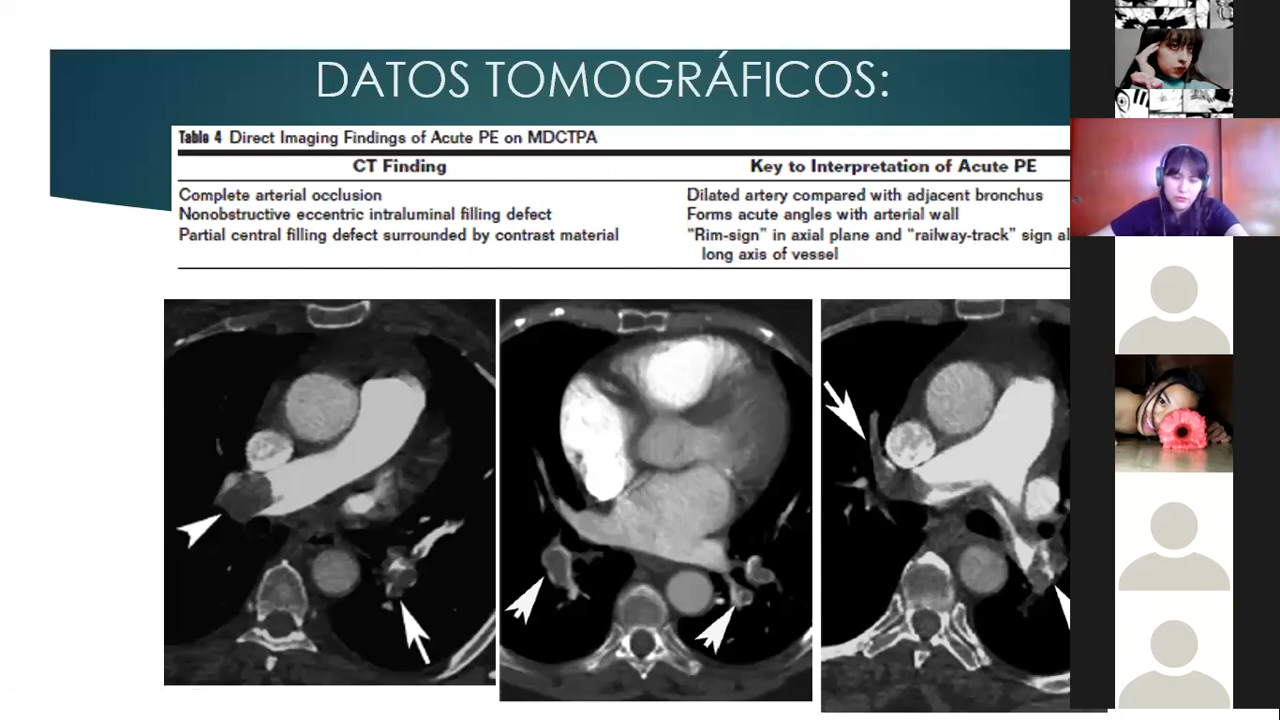 DATOS TOMOGRÁFICOS:
Table 4 Direct Imaging Findings of Acute PE on MDCTPA
CT Finding
Key to Interpretation of Acute PE
Complete arterial occlusion
Dilated artery compared with adjacent bronchus
Nonobstructive eccentric intraluminal filling defect
Forms acute angles with arterial wall
Partial central filling defect surrounded by contrast material
“Rim-sign” in axial plane and “railway-track” sign
long axis of vessel